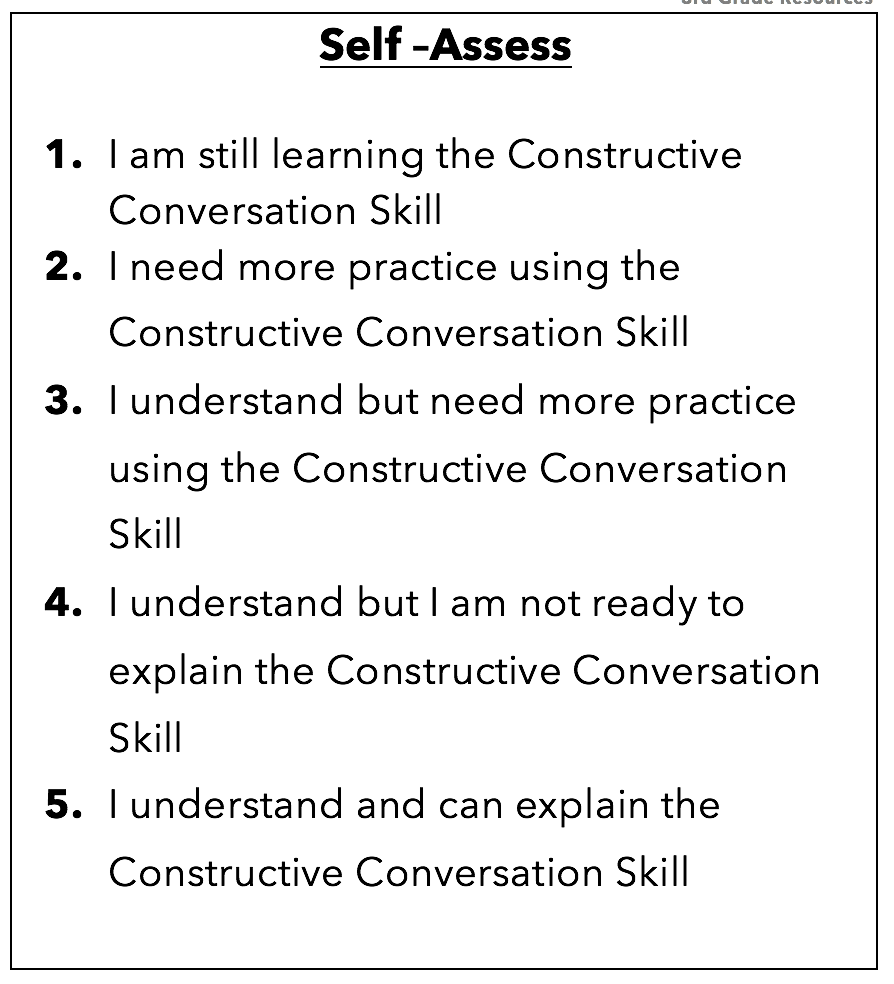 3rd Grade Resources
Self -Assess
1. I am still learning the Constructive
Conversation Skill
2. I need more practice using the
Constructive Conversation Skill
3. I understand but need more practice
using the Constructive Conversation
Skill
4. I understand but I am not ready to
explain the Constructive Conversation
Skill
5. I understand and can explain the
Constructive Conversation Skill